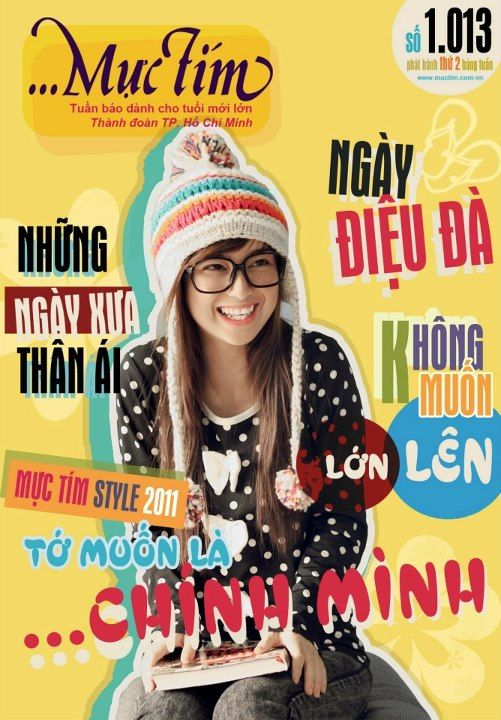 ...Mực Tím
Tuần báo dành cho tuổi mới lớn
Thành đoàn TP. Hồ Chí Minh
SỐ 1.013
phát hành thứ 2 hàng tuần
www.muctim.com.vn
NGÀY
ĐIỆU ĐÀ
NHỮNG
NGÀY XƯA
THÂN ÁI
KHÔNG
MUỐN
LỚN LÊN
MỰC TÍM STYLE 2011
TỚ MUỐN LÀ
...CHÍNH MÌNH